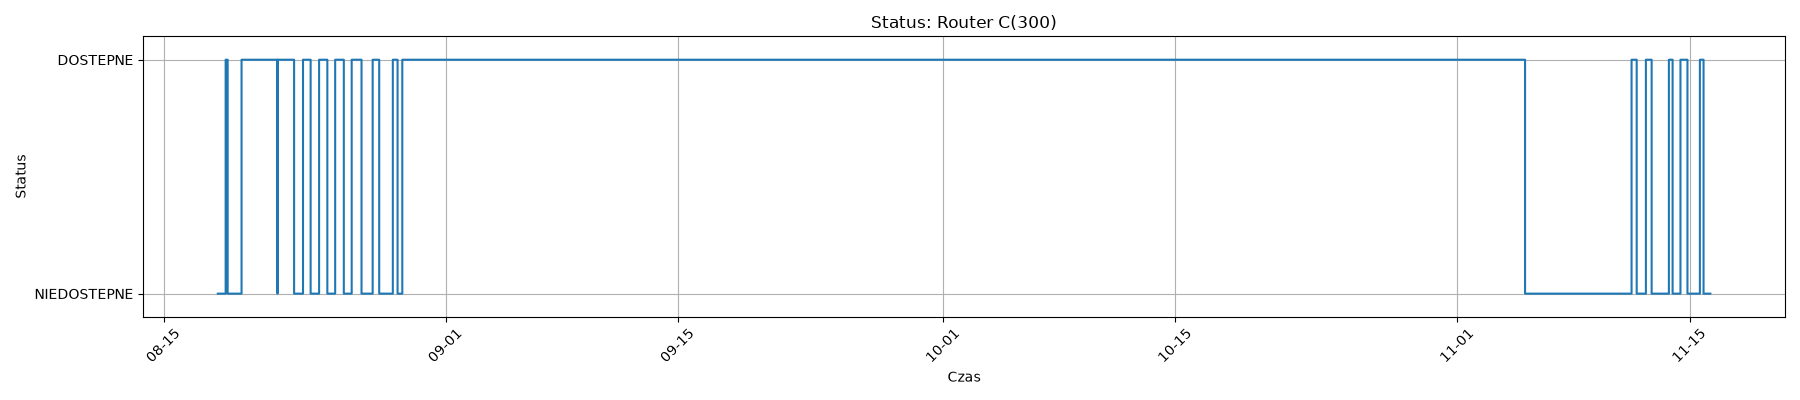 Status: Router C(300)
DOSTEPNE
Status
NIEDOSTEPNE
08-15
09-01
09-15
10-01
10-15
11-01
11-15
Czas